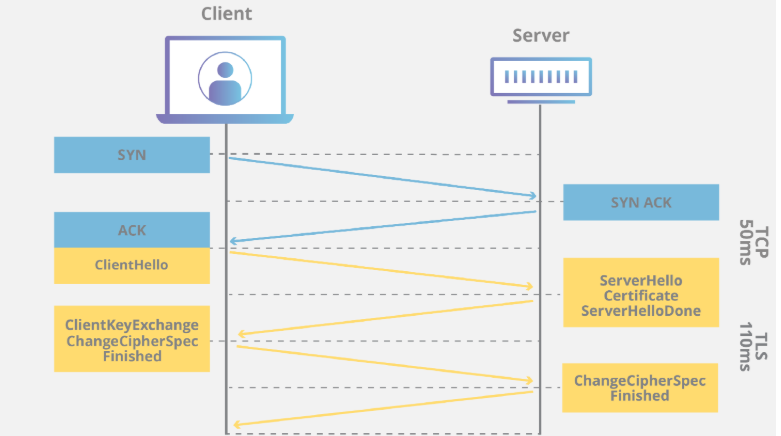 Client
Server
SYN
SYN ACK
ACK
ClientHello
ServerHello
Certificate
ServerHelloDone
ClientKeyExchange
ChangeCipherSpec
Finished
ChangeCipherSpec
Finished
TCP
50ms
TLS
110ms